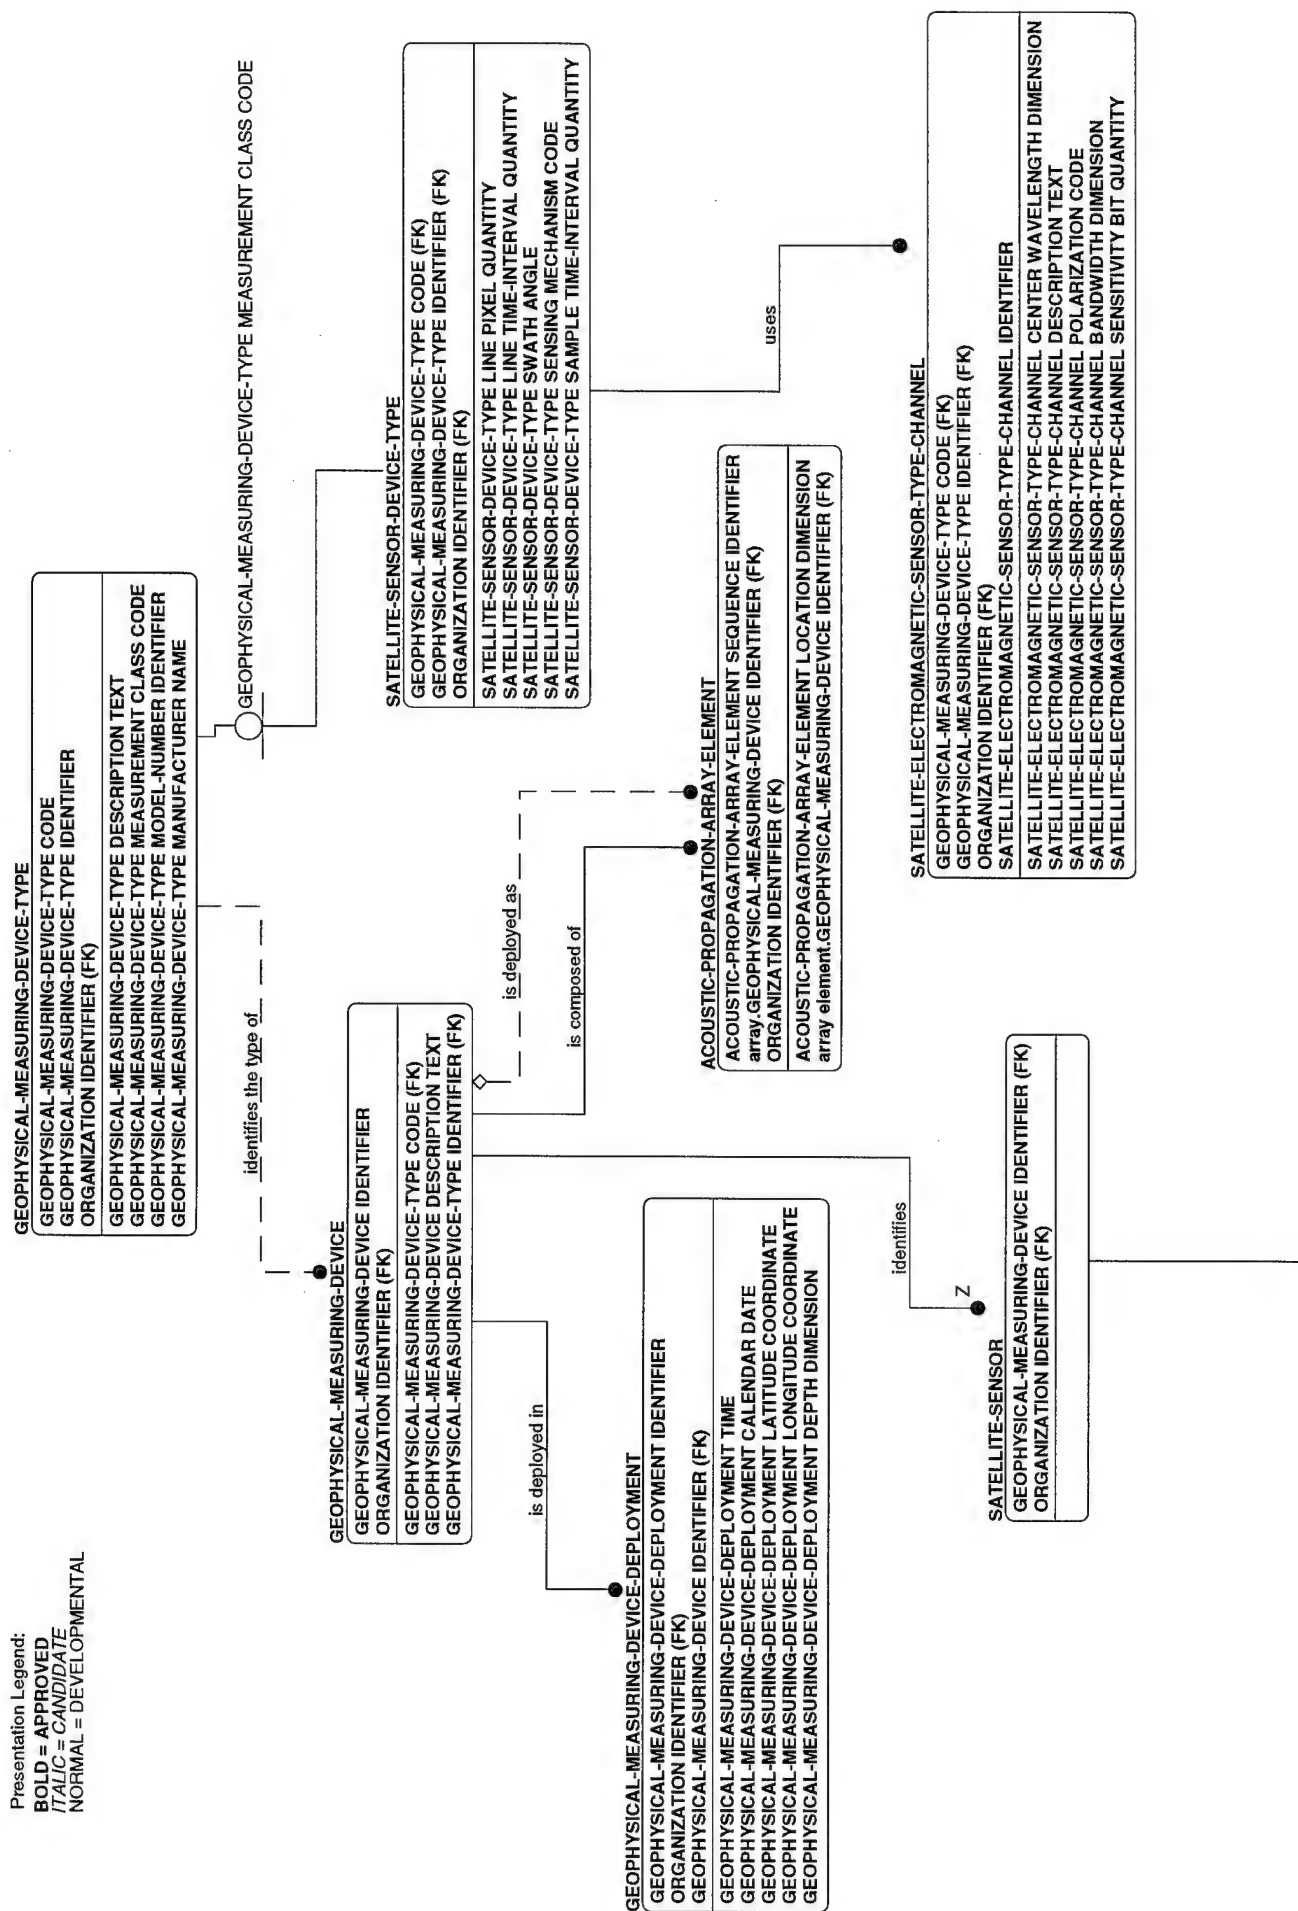 Presentation Legend:
BOLD = APPROVED
ITALIC = CANDIDATE
NORMAL = DEVELOPMENTAL
GEOPHYSICAL-MEASURING-DEVICE-TYPE
GEOPHYSICAL-MEASURING-DEVICE-TYPE CODE
GEOPHYSICAL-MEASURING-DEVICE-TYPE IDENTIFIER
ORGANIZATION IDENTIFIER (FK)
GEOPHYSICAL-MEASURING-DEVICE-TYPE DESCRIPTION TEXT
GEOPHYSICAL-MEASURING-DEVICE-TYPE MEASUREMENT CLASS CODE
GEOPHYSICAL-MEASURING-DEVICE-TYPE MODEL-NUMBER IDENTIFIER
GEOPHYSICAL-MEASURING-DEVICE-TYPE MANUFACTURER NAME
identifies the type of
GEOPHYSICAL-MEASURING-DEVICE-TYPE MEASUREMENT CLASS CODE
GEOPHYSICAL-MEASURING-DEVICE
GEOPHYSICAL-MEASURING-DEVICE IDENTIFIER
ORGANIZATION IDENTIFIER (FK)
GEOPHYSICAL-MEASURING-DEVICE-TYPE CODE (FK)
GEOPHYSICAL-MEASURING-DEVICE DESCRIPTION TEXT
GEOPHYSICAL-MEASURING-DEVICE-TYPE IDENTIFIER (FK)
SATELLITE-SENSOR-DEVICE-TYPE
GEOPHYSICAL-MEASURING-DEVICE-TYPE CODE (FK)
GEOPHYSICAL-MEASURING-DEVICE-TYPE IDENTIFIER (FK)
ORGANIZATION IDENTIFIER (FK)
SATELLITE-SENSOR-DEVICE-TYPE LINE PIXEL QUANTITY
SATELLITE-SENSOR-DEVICE-TYPE LINE TIME-INTERVAL QUANTITY
SATELLITE-SENSOR-DEVICE-TYPE SWATH ANGLE
SATELLITE-SENSOR-DEVICE-TYPE SENSING MECHANISM CODE
SATELLITE-SENSOR-DEVICE-TYPE SAMPLE TIME-INTERVAL QUANTITY
is deployed in
is deployed as
is composed of
uses
GEOPHYSICAL-MEASURING-DEVICE-DEPLOYMENT
GEOPHYSICAL-MEASURING-DEVICE-DEPLOYMENT IDENTIFIER
ORGANIZATION IDENTIFIER (FK)
GEOPHYSICAL-MEASURING-DEVICE IDENTIFIER (FK)
GEOPHYSICAL-MEASURING-DEVICE-DEPLOYMENT TIME
GEOPHYSICAL-MEASURING-DEVICE-DEPLOYMENT CALENDAR DATE
GEOPHYSICAL-MEASURING-DEVICE-DEPLOYMENT LATITUDE COORDINATE
GEOPHYSICAL-MEASURING-DEVICE-DEPLOYMENT LONGITUDE COORDINATE
GEOPHYSICAL-MEASURING-DEVICE-DEPLOYMENT DEPTH DIMENSION
ACOUSTIC-PROPAGATION-ARRAY-ELEMENT
ACOUSTIC-PROPAGATION-ARRAY-ELEMENT SEQUENCE IDENTIFIER
array.GEOPHYSICAL-MEASURING-DEVICE IDENTIFIER (FK)
ORGANIZATION IDENTIFIER (FK)
ACOUSTIC-PROPAGATION-ARRAY-ELEMENT LOCATION DIMENSION
array element.GEOPHYSICAL-MEASURING-DEVICE IDENTIFIER (FK)
identifies
Z
SATELLITE-SENSOR
GEOPHYSICAL-MEASURING-DEVICE IDENTIFIER (FK)
ORGANIZATION IDENTIFIER (FK)
SATELLITE-ELECTROMAGNETIC-SENSOR-TYPE-CHANNEL
GEOPHYSICAL-MEASURING-DEVICE-TYPE CODE (FK)
GEOPHYSICAL-MEASURING-DEVICE-TYPE IDENTIFIER (FK)
ORGANIZATION IDENTIFIER (FK)
SATELLITE-ELECTROMAGNETIC-SENSOR-TYPE-CHANNEL IDENTIFIER
SATELLITE-ELECTROMAGNETIC-SENSOR-TYPE-CHANNEL CENTER WAVELENGTH DIMENSION
SATELLITE-ELECTROMAGNETIC-SENSOR-TYPE-CHANNEL DESCRIPTION TEXT
SATELLITE-ELECTROMAGNETIC-SENSOR-TYPE-CHANNEL POLARIZATION CODE
SATELLITE-ELECTROMAGNETIC-SENSOR-TYPE-CHANNEL BANDWIDTH DIMENSION
SATELLITE-ELECTROMAGNETIC-SENSOR-TYPE-CHANNEL SENSITIVITY BIT QUANTITY